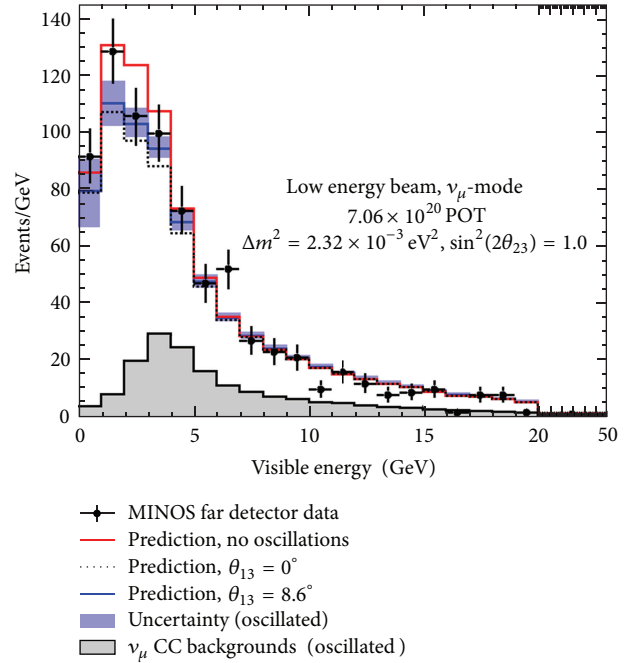 140
120
100
80
60
40
20
0
Events/GeV
Low energy beam, νμ-mode
7.06 × 10²⁰ POT
Δm² = 2.32 × 10⁻³ eV², sin²(2θ₂₃) = 1.0
0 5 10 15 20 50
Visible energy (GeV)
MINOS far detector data
Prediction, no oscillations
Prediction, θ₁₃ = 0°
Prediction, θ₁₃ = 8.6°
Uncertainty (oscillated)
νμ CC backgrounds (oscillated)